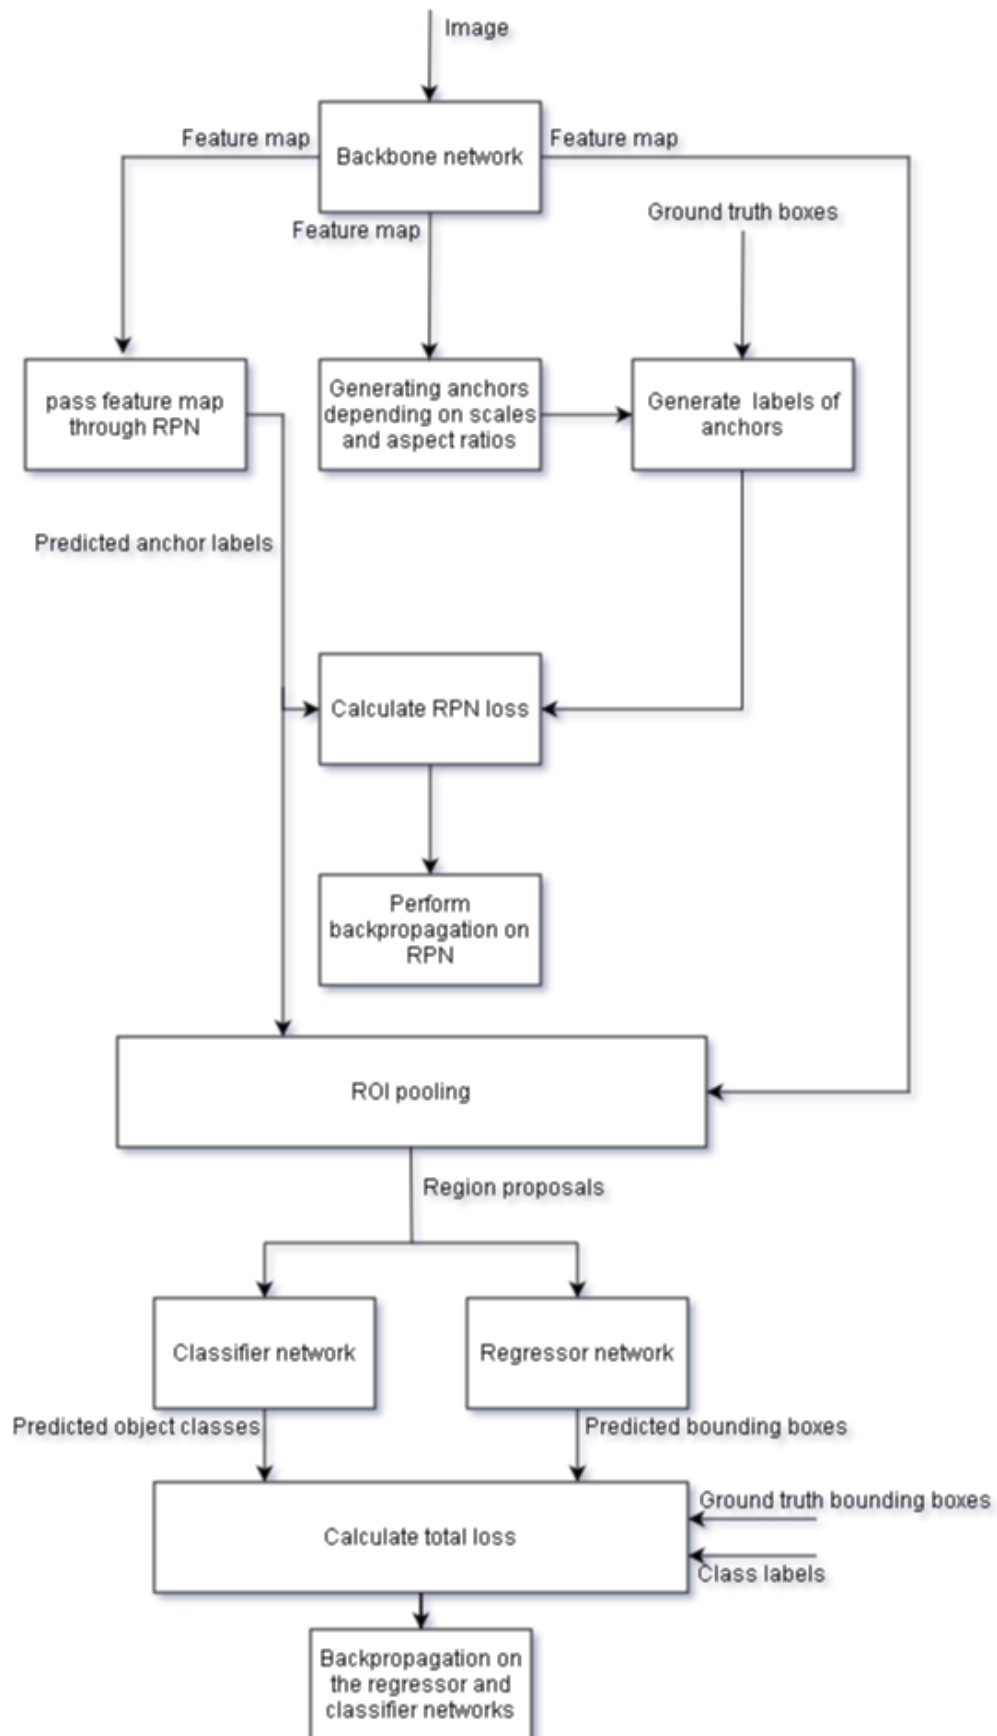 Image
Feature map
Backbone network
Feature map
Feature map
Ground truth boxes
pass feature map
through RPN
Generating anchors
depending on scales
and aspect ratios
Generate labels of
anchors
Predicted anchor labels
Calculate RPN loss
Perform
backpropagation on
RPN
ROI pooling
Region proposals
Classifier network
Regressor network
Predicted object classes
Predicted bounding boxes
Ground truth bounding boxes
Calculate total loss
Class labels
Backpropagation on
the regressor and
classifier networks